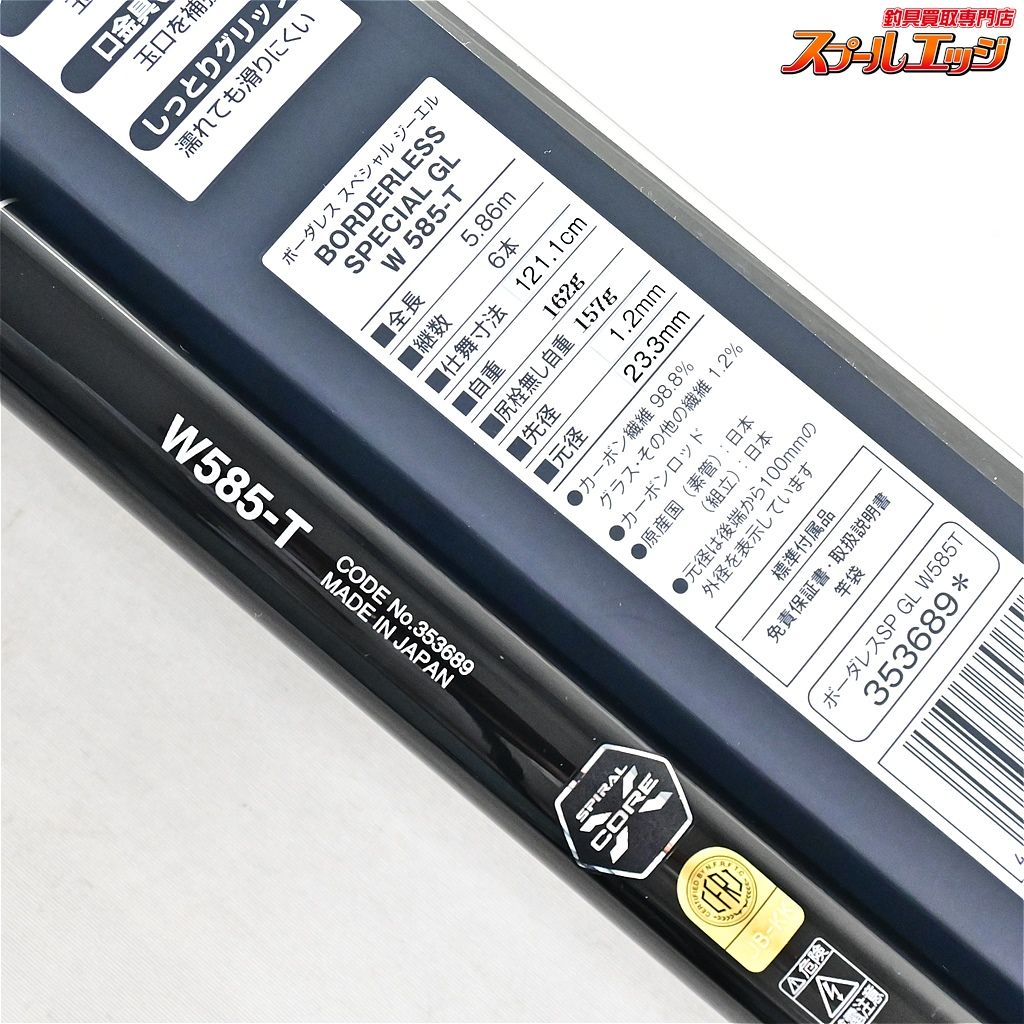 釣具買取専門店
スプールエッジ
しっとりグリップ
濡れても滑りにくい
ボーダレス スペシャル ジーエル
BORDERLESS
SPECIAL GL
W 585-T
■全長 5.86m
■継数 6本
■仕舞寸法 121.1cm
■自重 162g
■尻栓無し自重 157g
■先径 1.2mm
■元径 23.3mm
●カーボン繊維 98.8%
グラス・その他の繊維 1.2%
●カーボンロッド
●原産国（素管）：日本
（組立）：日本
●元径は後端から100mmの
外径を表示しています
標準付属品
免責保証書・取扱説明書
竿袋
ボーダレスSP GL W585T
353689*
W585-T
CODE No.353689
MADE IN JAPAN
SPIRAL
X
CORE
CERTIFIED BY N.F.R.F.T.C.
CFRJ
JB-KK
危険